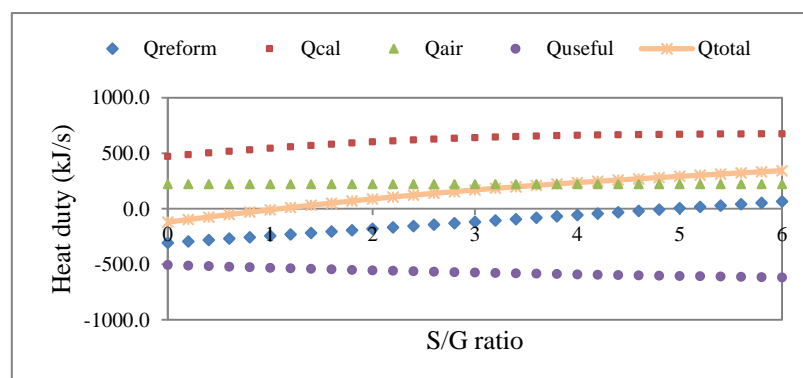 Qreform Qcal Qair Quseful Qtotal
1000.0
500.0
0.0
-500.0
-1000.0
0 1 2 3 4 5 6
Heat duty (kJ/s)
S/G ratio